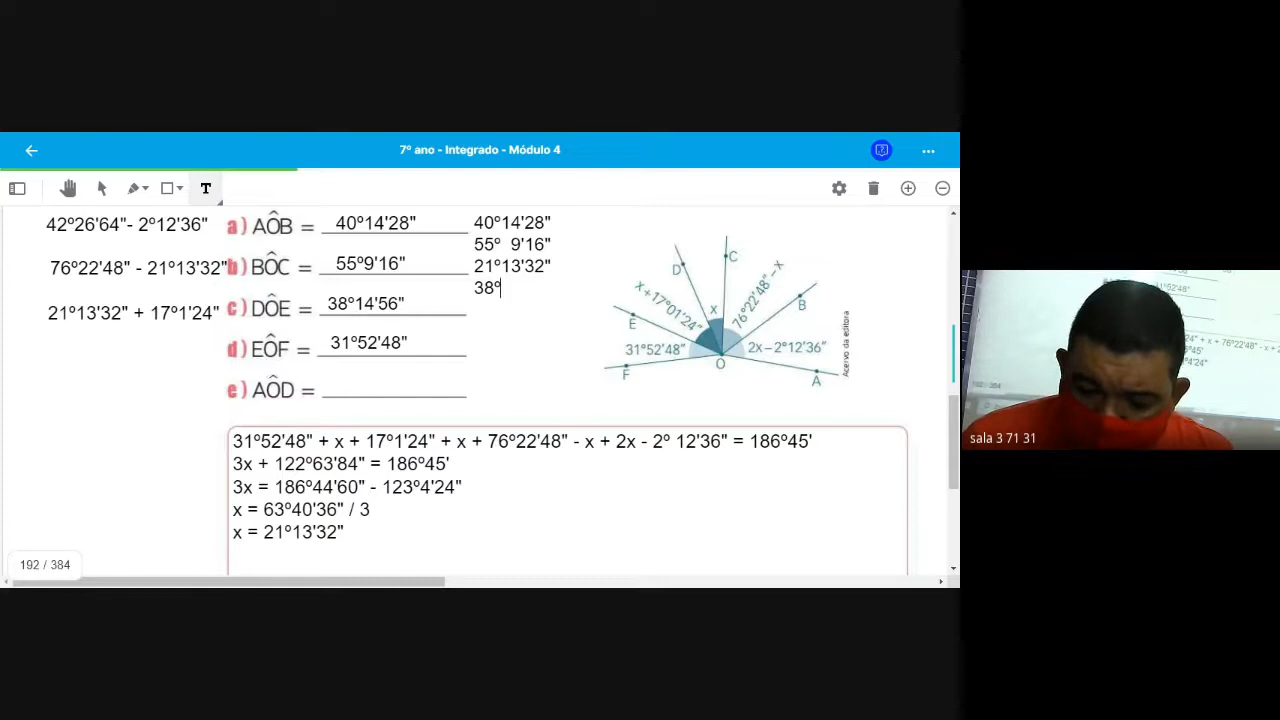 7º ano - Integrado - Módulo 4
T
42º26'64"- 2º12'36"
a) AÔB = 40º14'28"
40º14'28"
76º22'48" - 21º13'32"
b) BÔC = 55º9'16"
55º 9'16"
21º13'32" + 17º1'24"
c) DÔE = 38º14'56"
21º13'32"
38º
d) EÔF = 31º52'48"
e) AÔD =
D
C
B
E
F
A
O
x
x+17º01'24"
76º22'48"-x
31º52'48"
2x-2º12'36"
Acervo da editora
31º52'48" + x + 17º1'24" + x + 76º22'48" - x + 2x - 2º 12'36" = 186º45'
3x + 122º63'84" = 186º45'
3x = 186º44'60" - 123º4'24"
x = 63º40'36" / 3
x = 21º13'32"
192 / 384
sala 3 71 31
192 / 384